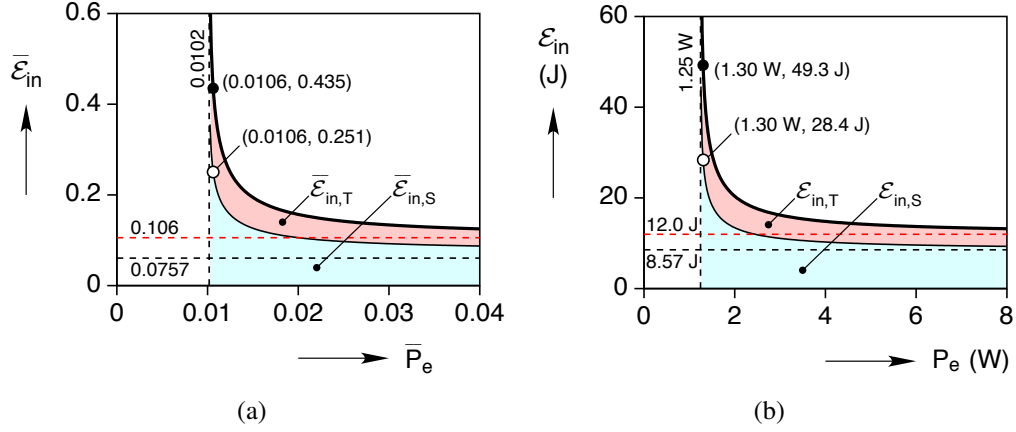 0.6
0.4
0.2
0
ℰ̅in
0.0102
(0.0106, 0.435)
(0.0106, 0.251)
ℰ̅in,T
ℰ̅in,S
0.106
0.0757
0
0.01
0.02
0.03
0.04
P̅e
(a)
60
40
20
0
ℰin
(J)
1.25 W
(1.30 W, 49.3 J)
(1.30 W, 28.4 J)
ℰin,T
ℰin,S
12.0 J
8.57 J
0
2
4
6
8
Pe (W)
(b)